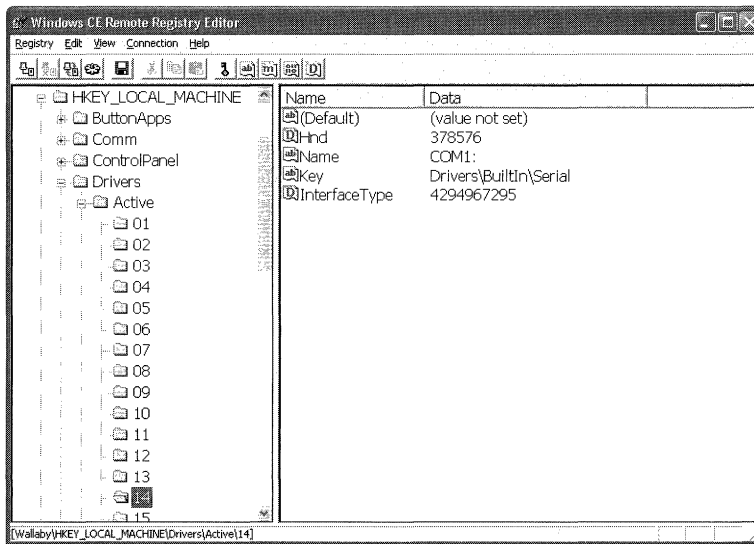 Windows CE Remote Registry Editor
Registry Edit View Connection Help
HKEY_LOCAL_MACHINE
ButtonApps
Comm
ControlPanel
Drivers
Active
01
02
03
04
05
06
07
08
09
10
11
12
13
14
15
Name Data
(Default) (value not set)
Hnd 378576
Name COM1:
Key Drivers\BuiltIn\Serial
InterfaceType 4294967295
[Wallaby\HKEY_LOCAL_MACHINE\Drivers\Active\14]